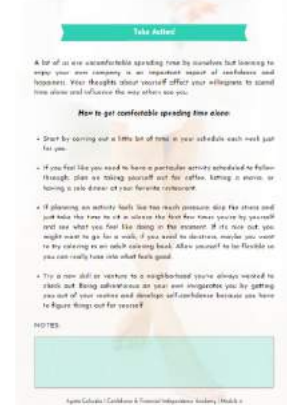 Take Action!
A lot of us are uncomfortable spending time by ourselves but learning to
enjoy your own company is an important aspect of confidence and
happiness. Your thoughts about yourself affect your willingness to spend
time alone and influence the way others see you.
How to get comfortable spending time alone:
• Start by carving out a little bit of time in your schedule each week just
for you.
• If you feel like you need to have a particular activity scheduled to follow
through, plan on taking yourself out for coffee, hitting a movie, or
having a solo dinner at your favorite restaurant.
• If planning an activity feels like too much pressure, skip the stress and
just take the time to sit in silence the first few times you're by yourself
and see what you feel like doing in the moment. If its nice out, you
might want to go for a walk, if you need to destress, maybe you want
to try coloring in an adult coloring book. Allow yourself to be flexible so
you can really tune into what feels good.
• Try a new skill or venture to a neighborhood you've always wanted to
check out. Being adventurous on your own invigorates you by getting
you out of your routine and develops self-confidence because you have
to figure things out for yourself.
NOTES:
Confidence & Financial Independence Academy | Module